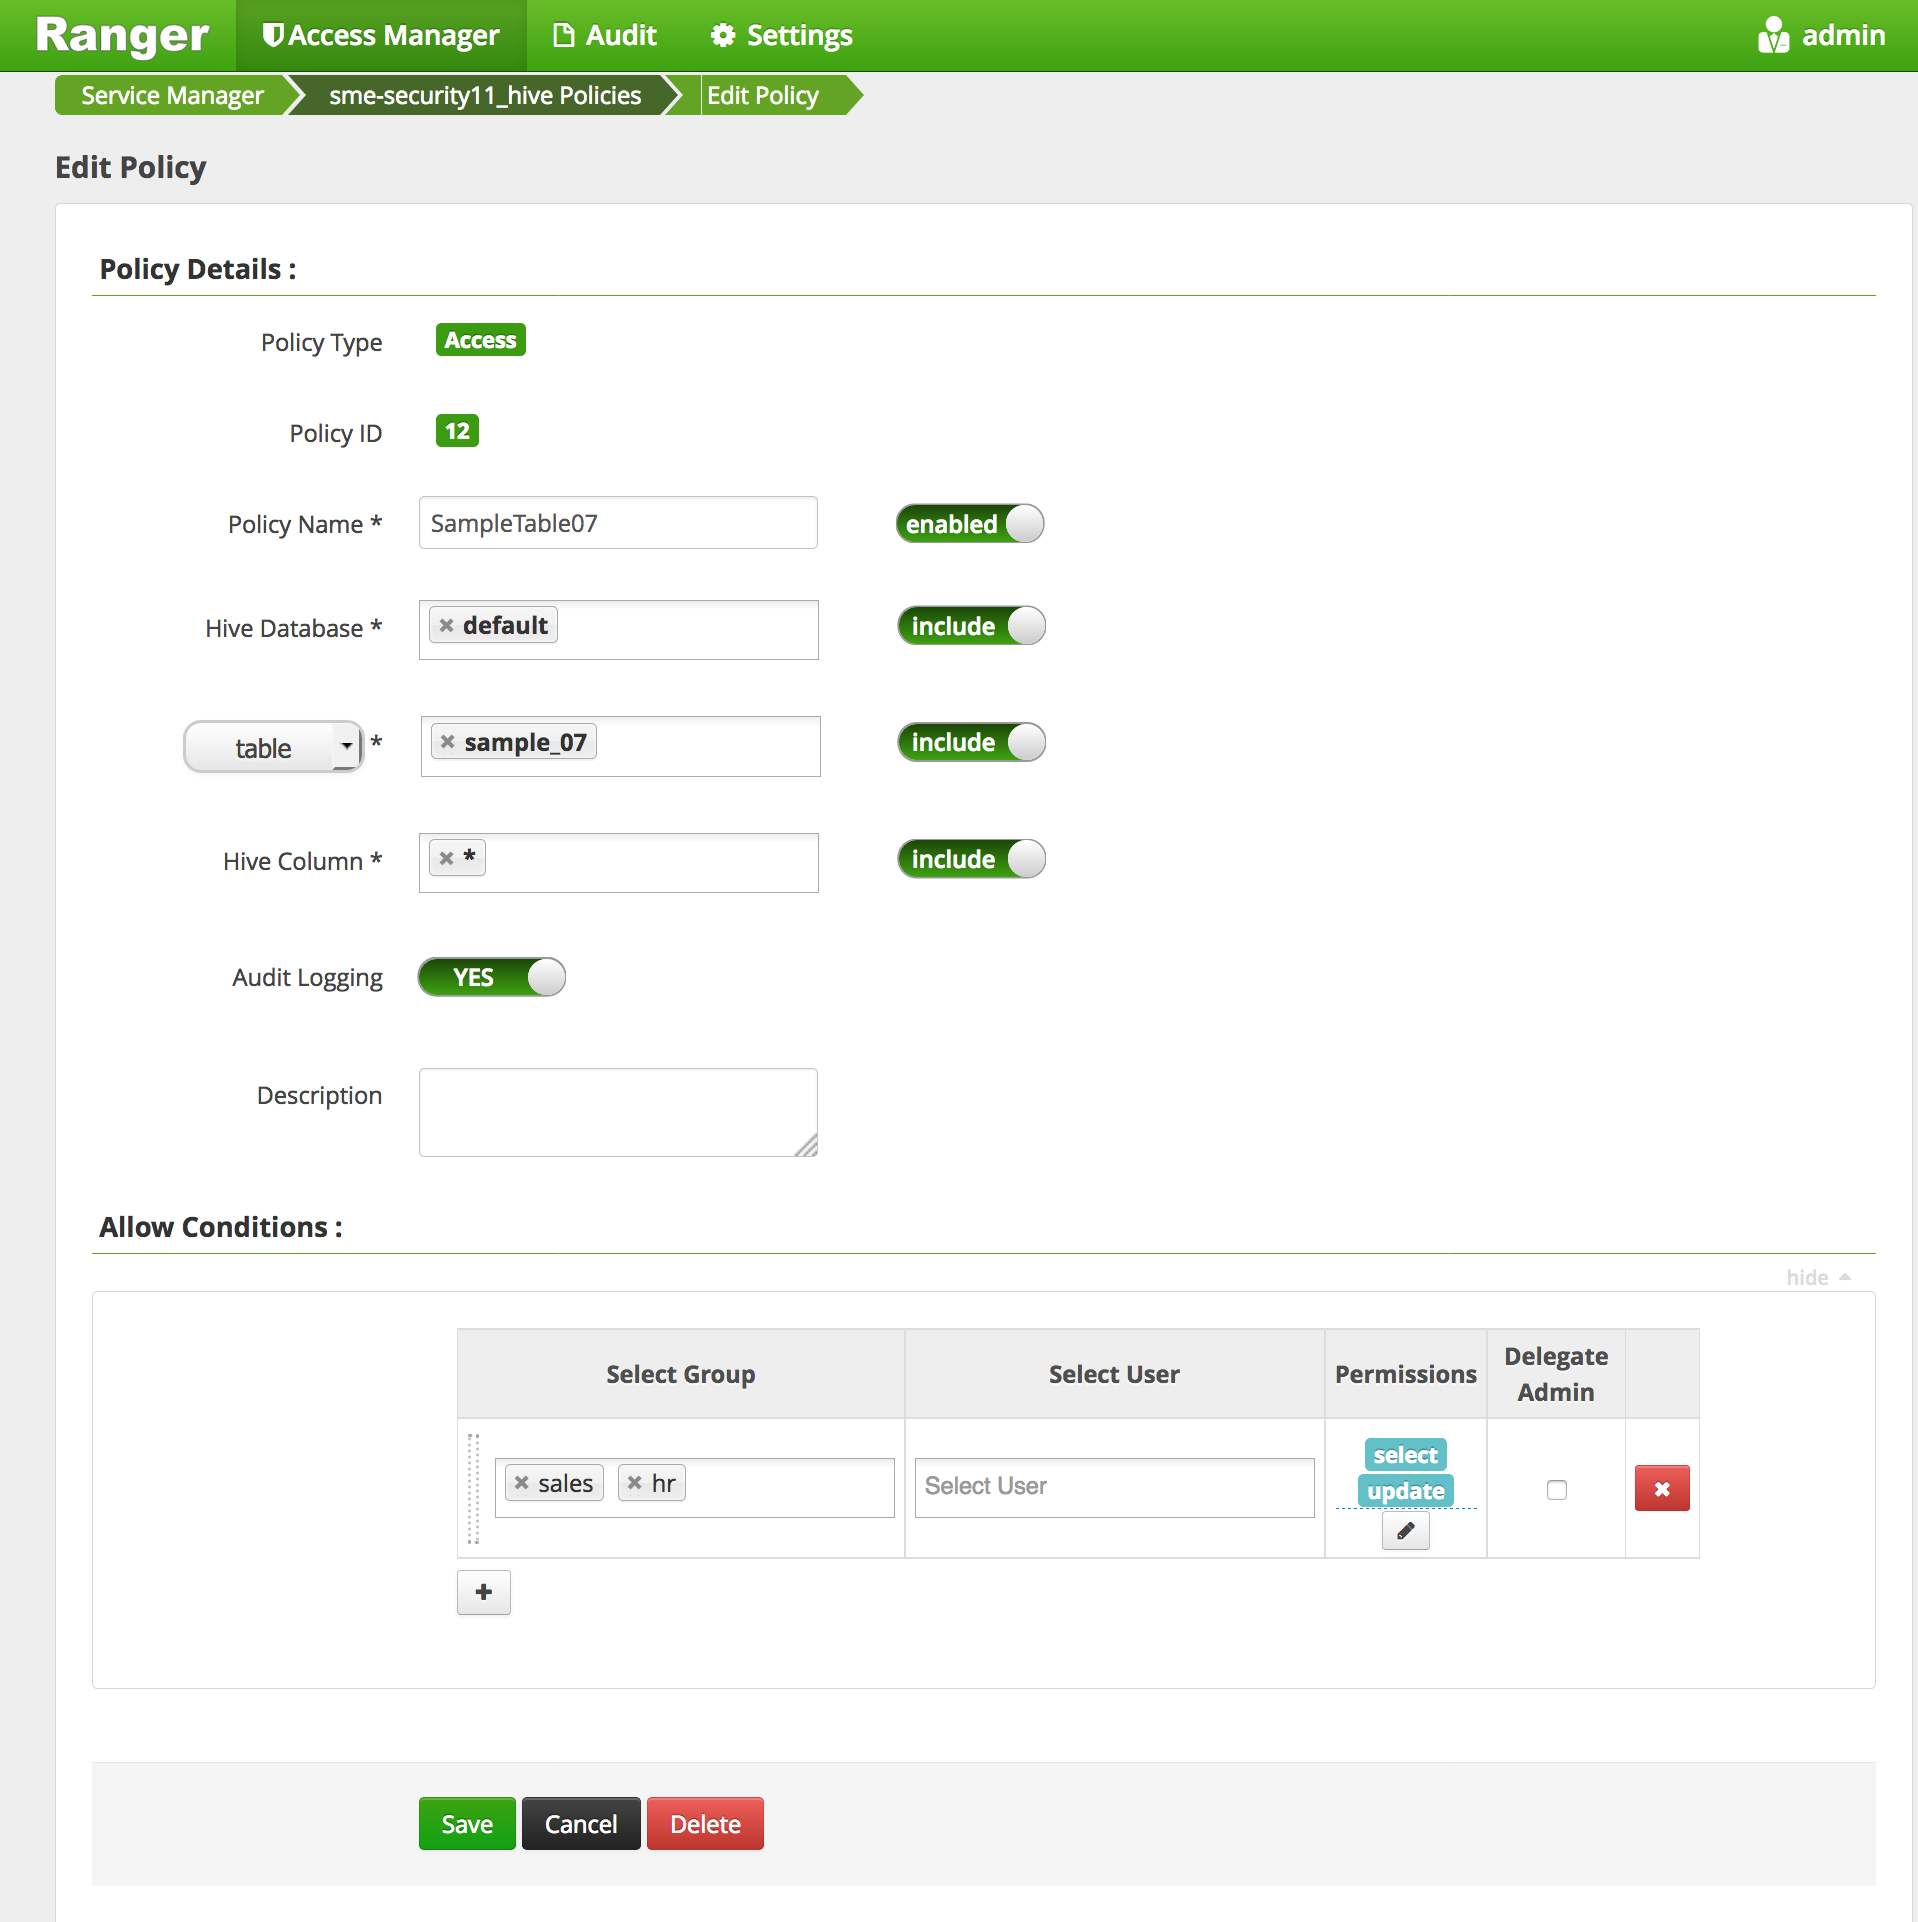 Ranger Access Manager Audit Settings admin
Service Manager sme-security11_hive Policies Edit Policy
Edit Policy
Policy Details :
Policy Type Access
Policy ID 12
Policy Name * SampleTable07 enabled
Hive Database * × default include
table * × sample_07 include
Hive Column * × * include
Audit Logging YES
Description
Allow Conditions :
hide
Select Group Select User Permissions Delegate Admin
× sales × hr Select User select update
+
Save Cancel Delete